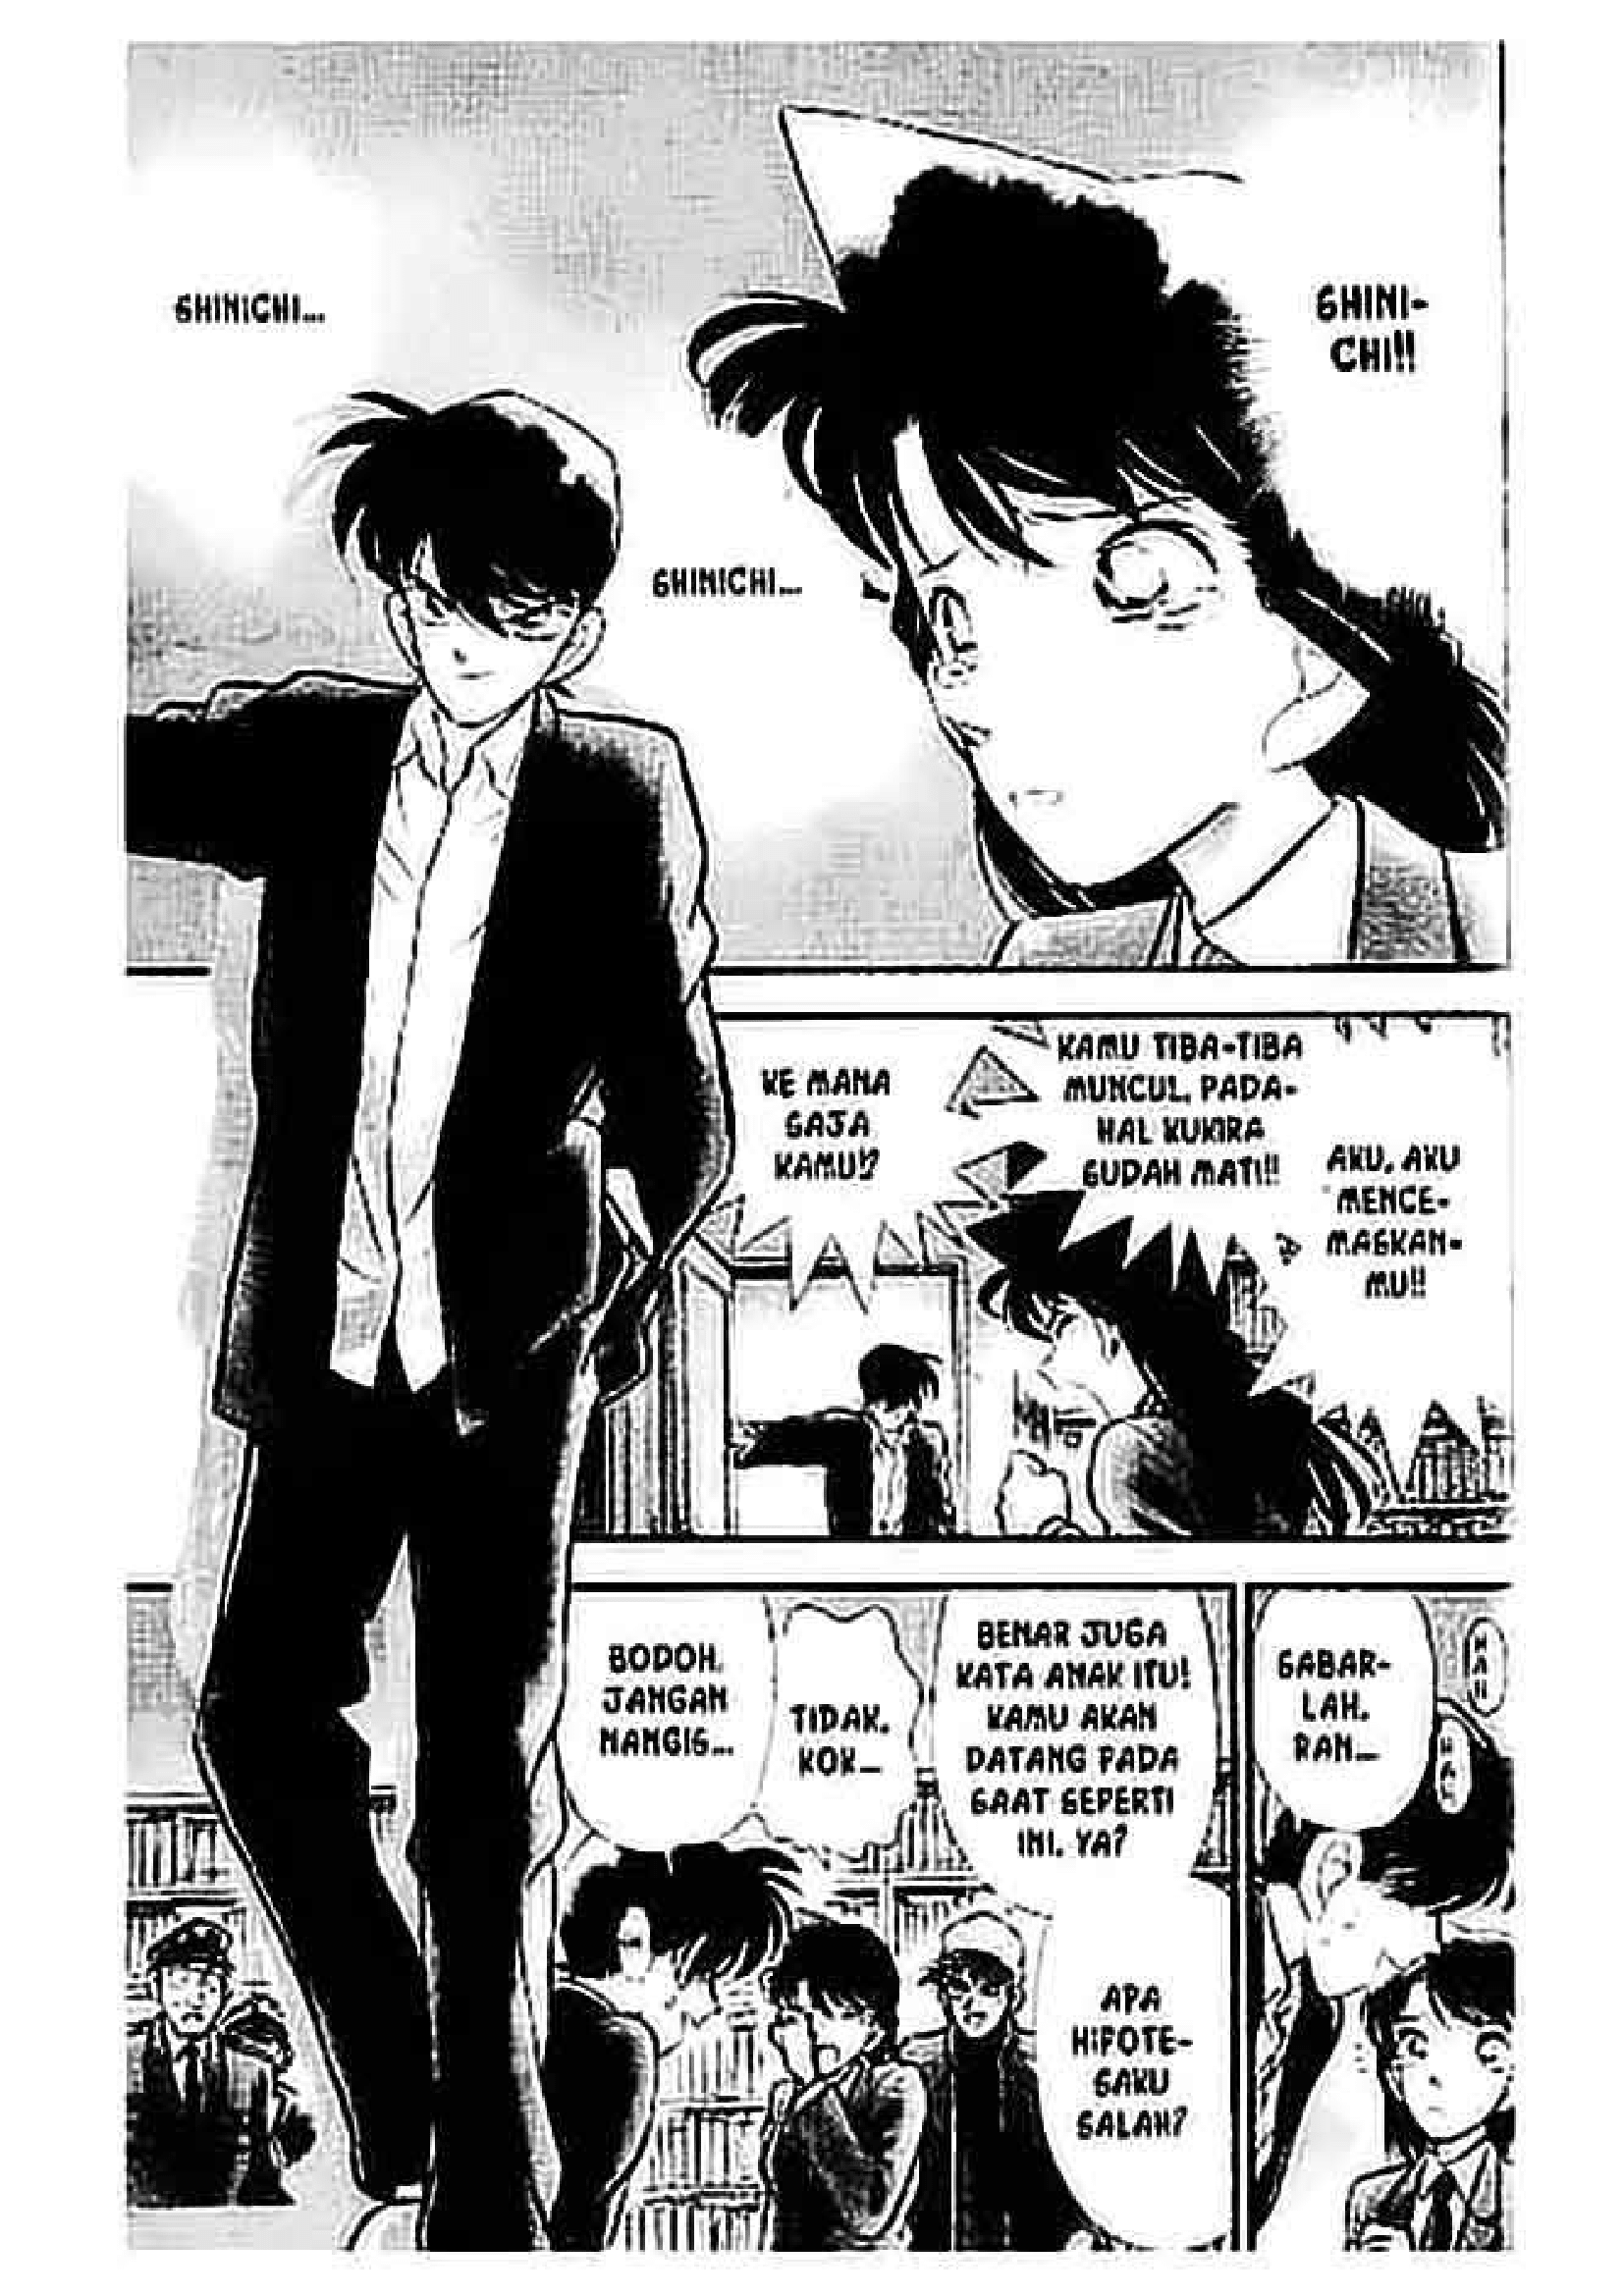 SHINI-
CHI!!
SHINICHI...
SHINICHI...
AKU, AKU
MENCE-
MASKAN-
MU!!
KAMU TIBA-TIBA
MUNCUL, PADA-
HAL KUKIRA
SUDAH MATI!!
KE MANA
SAJA
KAMU!?
SABAR-
LAH,
RAN...
BENAR JUGA
KATA ANAK ITU!
KAMU AKAN
DATANG PADA
SAAT SEPERTI
INI, YA?
APA
HIPOTE-
SAKU
SALAH?
TIDAK,
KOK...
BODOH,
JANGAN
NANGIS...